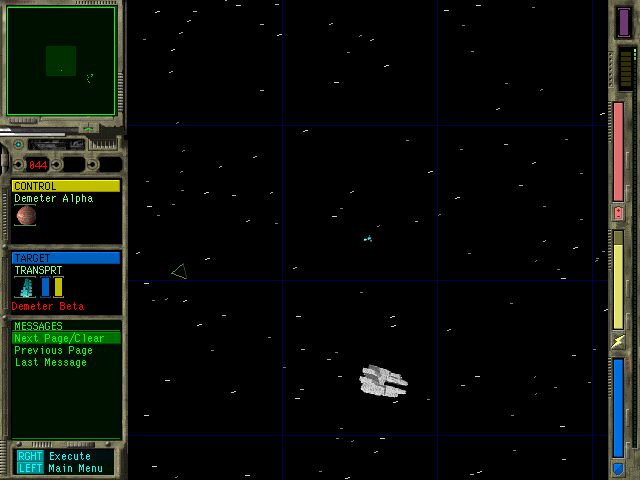 044
CONTROL
Demeter Alpha
TARGET
TRANSPRT
Demeter Beta
MESSAGES
Next Page/Clear
Previous Page
Last Message
RGHT Execute
LEFT Main Menu